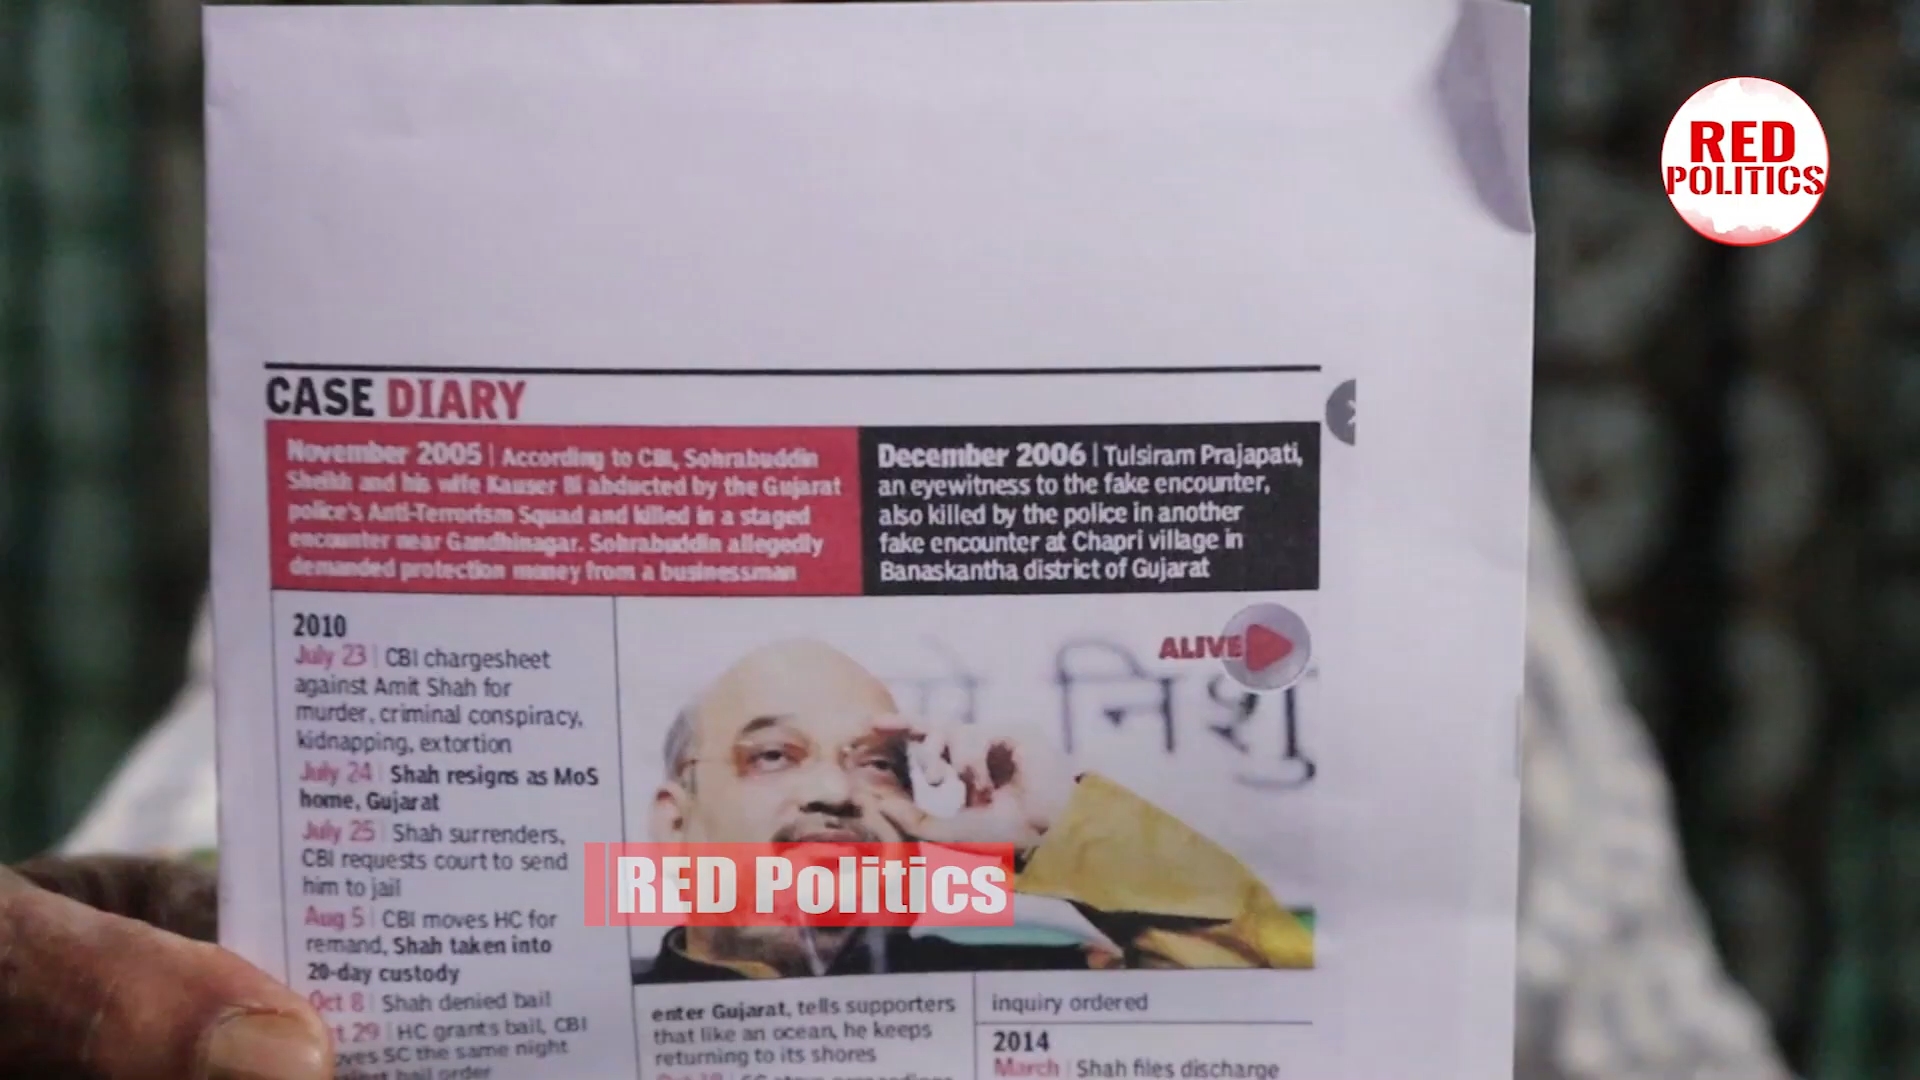 RED
POLITICS
CASE DIARY
November 2005 | According to CBI, Sohrabuddin
Sheikh and his wife Kauser Bi abducted by the Gujarat
police's Anti-Terrorism Squad and killed in a staged
encounter near Gandhinagar. Sohrabuddin allegedly
demanded protection money from a businessman
December 2006 | Tulsiram Prajapati,
an eyewitness to the fake encounter,
also killed by the police in another
fake encounter at Chapri village in
Banaskantha district of Gujarat
2010
July 23 | CBI chargesheet
against Amit Shah for
murder, criminal conspiracy,
kidnapping, extortion
July 24 | Shah resigns as MoS
home, Gujarat
July 25 | Shah surrenders,
CBI requests court to send
him to jail
Aug 5 | CBI moves HC for
remand, Shah taken into
20-day custody
Oct 8 | Shah denied bail
29 | HC grants bail, CBI
SC the same night
bail order
ALIVE
निशु
RED Politics
enter Gujarat, tells supporters
that like an ocean, he keeps
returning to its shores
inquiry ordered
2014
March | Shah files discharge